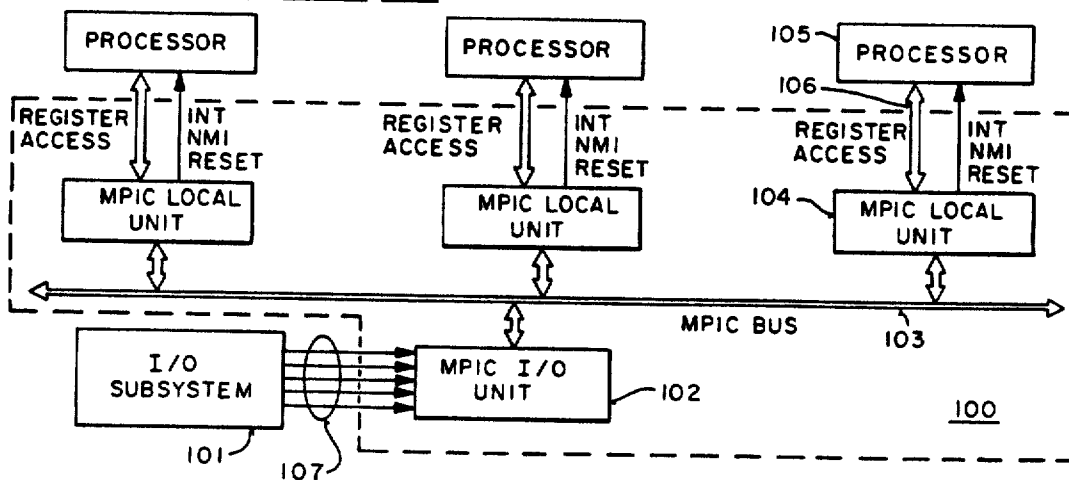 PROCESSOR
PROCESSOR
105
PROCESSOR
106
REGISTER
ACCESS
INT
NMI
RESET
REGISTER
ACCESS
INT
NMI
RESET
REGISTER
ACCESS
INT
NMI
RESET
MPIC LOCAL
UNIT
MPIC LOCAL
UNIT
104
MPIC LOCAL
UNIT
MPIC BUS
103
I/O
SUBSYSTEM
MPIC I/O
UNIT
102
100
101
107